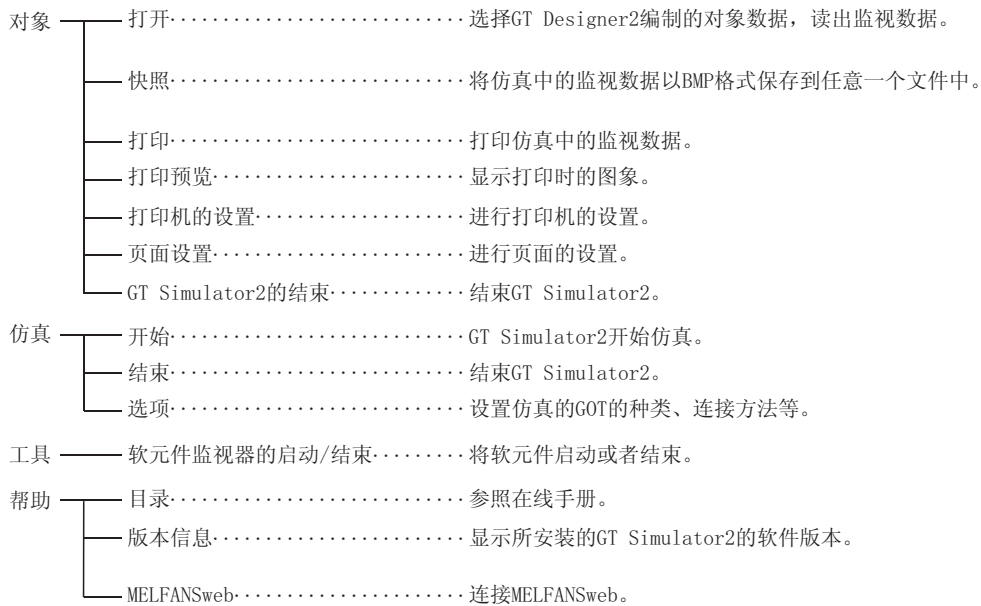 对象 打开························选择GT Designer2编制的对象数据，读出监视数据。
快照························将仿真中的监视数据以BMP格式保存到任意一个文件中。
打印························打印仿真中的监视数据。
打印预览····················显示打印时的图象。
打印机的设置················进行打印机的设置。
页面设置····················进行页面的设置。
GT Simulator2的结束············结束GT Simulator2。
仿真 开始························GT Simulator2开始仿真。
结束························结束GT Simulator2。
选项························设置仿真的GOT的种类、连接方法等。
工具 软元件监视器的启动/结束·········将软元件启动或者结束。
帮助 目录························参照在线手册。
版本信息····················显示所安装的GT Simulator2的软件版本。
MELFANSweb····················连接MELFANSweb。